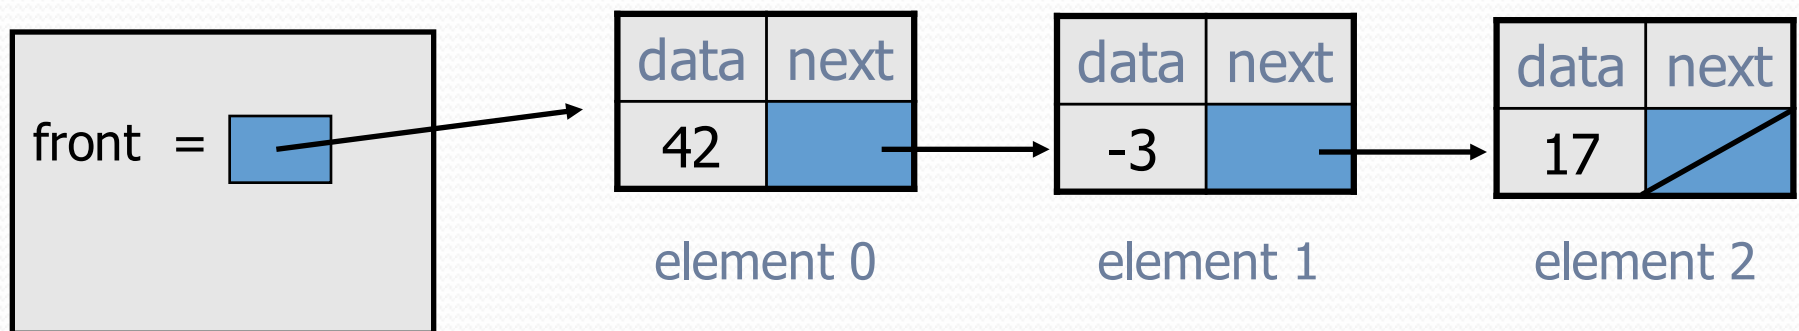 front =
data next
42
element 0
data next
-3
element 1
data next
17
element 2